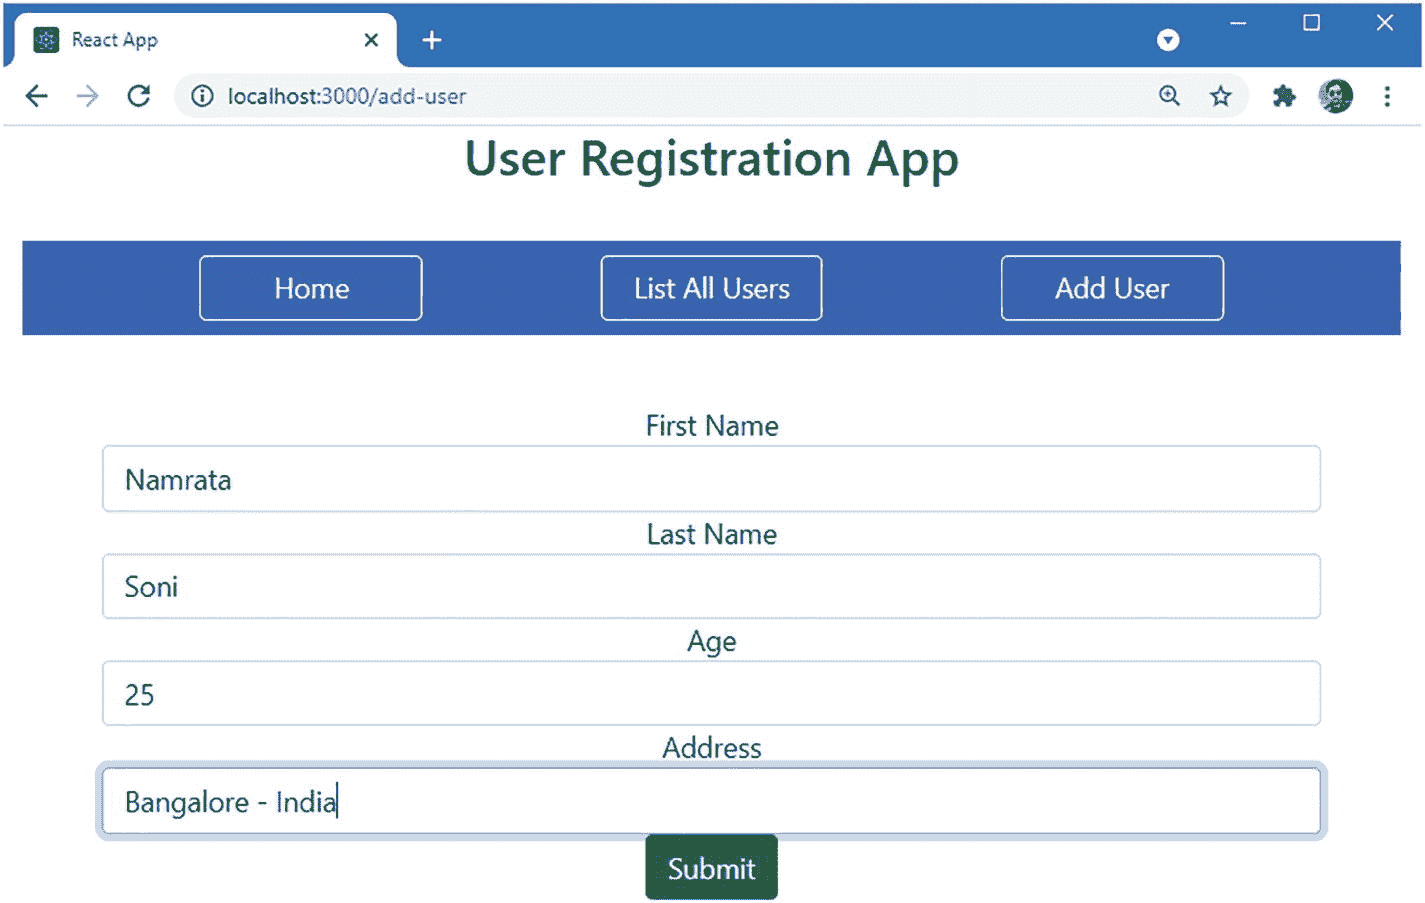 React App
localhost:3000/add-user
User Registration App
Home List All Users Add User
First Name
Namrata
Last Name
Soni
Age
25
Address
Bangalore - India
Submit